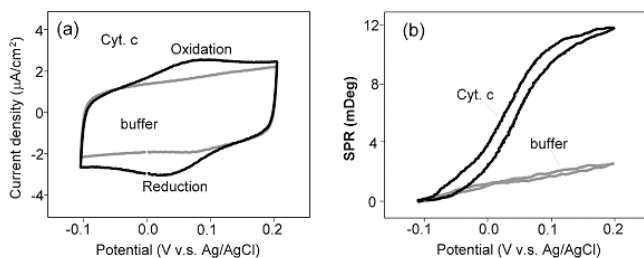 (a)
Cyt. c
Oxidation
buffer
Reduction
Current density (μA/cm²)
4
2
0
-2
-4
-0.1 0.0 0.1 0.2
Potential (V v.s. Ag/AgCl)
(b)
Cyt. c
buffer
SPR (mDeg)
12
8
4
0
-0.1 0.0 0.1 0.2
Potential (V v.s. Ag/AgCl)